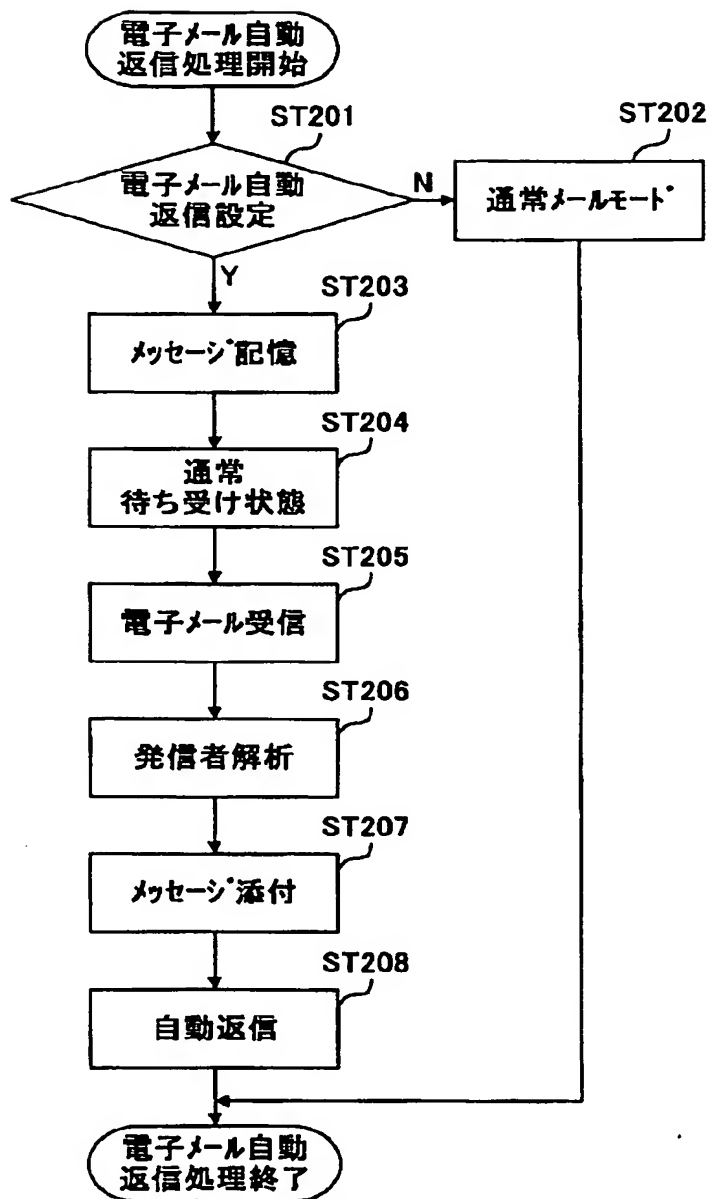 電子メール自動
返信処理開始
ST201
電子メール自動
返信設定
N
ST202
通常メールモード
Y
ST203
メッセージ記憶
ST204
通常
待ち受け状態
ST205
電子メール受信
ST206
発信者解析
ST207
メッセージ添付
ST208
自動返信
電子メール自動
返信処理終了